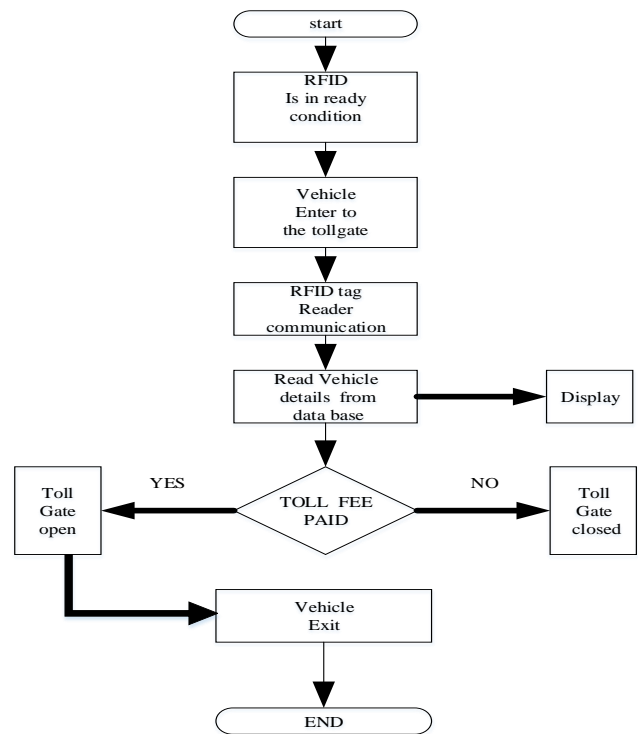 start
RFID
Is in ready
condition
Vehicle
Enter to
the tollgate
RFID tag
Reader
communication
Read Vehicle
details from
data base
Display
YES
NO
Toll
Gate
open
TOLL FEE
PAID
Toll
Gate
closed
Vehicle
Exit
END